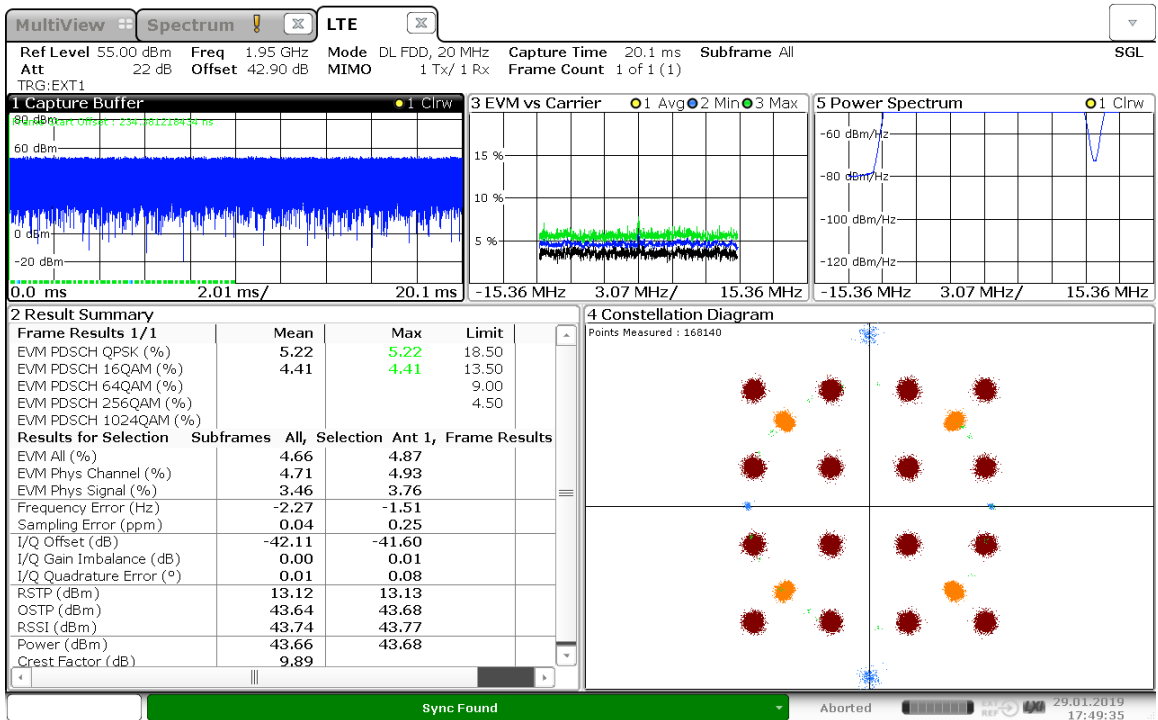 MultiView Spectrum LTE
Ref Level 55.00 dBm Freq 1.95 GHz Mode DL FDD, 20 MHz Capture Time 20.1 ms Subframe All SGL
Att 22 dB Offset 42.90 dB MIMO 1 Tx/ 1 Rx Frame Count 1 of 1 (1)
TRG:EXT1
1 Capture Buffer 1 Clrw
80 dBm
60 dBm
0 dBm
-20 dBm
0.0 ms 2.01 ms/ 20.1 ms
3 EVM vs Carrier 1 Avg 2 Min 3 Max
15 %
10 %
5 %
-15.36 MHz 3.07 MHz/ 15.36 MHz
5 Power Spectrum 1 Clrw
-60 dBm/Hz
-80 dBm/Hz
-100 dBm/Hz
-120 dBm/Hz
-15.36 MHz 3.07 MHz/ 15.36 MHz
2 Result Summary
Frame Results 1/1 Mean Max Limit
EVM PDSCH QPSK (%) 5.22 5.22 18.50
EVM PDSCH 16QAM (%) 4.41 4.41 13.50
EVM PDSCH 64QAM (%) 9.00
EVM PDSCH 256QAM (%) 4.50
EVM PDSCH 1024QAM (%)
Results for Selection Subframes All, Selection Ant 1, Frame Results
EVM All (%) 4.66 4.87
EVM Phys Channel (%) 4.71 4.93
EVM Phys Signal (%) 3.46 3.76
Frequency Error (Hz) -2.27 -1.51
Sampling Error (ppm) 0.04 0.25
I/Q Offset (dB) -42.11 -41.60
I/Q Gain Imbalance (dB) 0.00 0.01
I/Q Quadrature Error (º) 0.01 0.08
RSTP (dBm) 13.12 13.13
OSTP (dBm) 43.64 43.68
RSSI (dBm) 43.74 43.77
Power (dBm) 43.66 43.68
Crest Factor (dB) 9.89
4 Constellation Diagram
Points Measured : 168140
Sync Found
Aborted
EXT
REF
LXI
29.01.2019
17:49:35